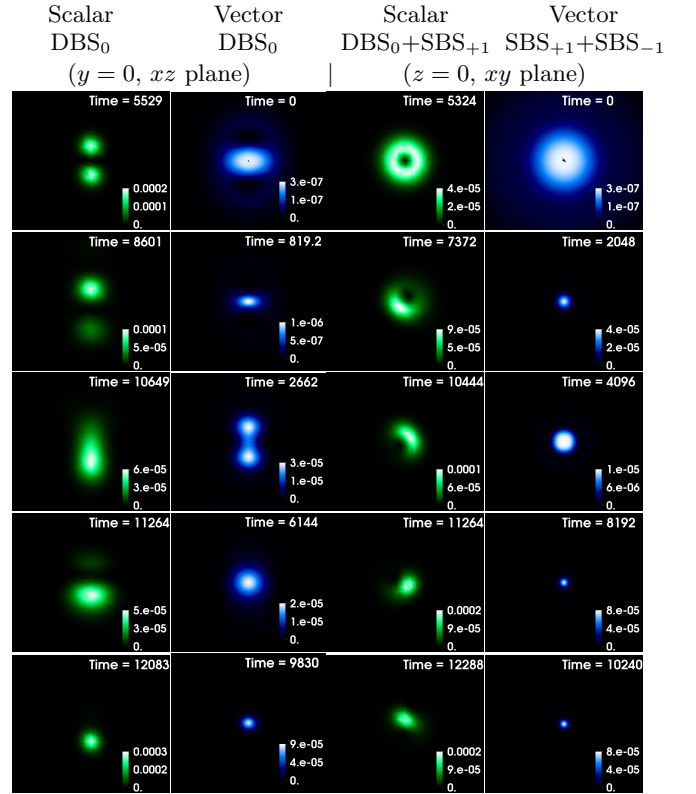 Scalar Vector Scalar Vector
DBS₀ DBS₀ DBS₀+SBS₊₁ SBS₊₁+SBS₋₁
(y = 0, xz plane) | (z = 0, xy plane)
Time = 5529 Time = 0 Time = 5324 Time = 0
0.0002 3.e-07 4.e-05 3.e-07
0.0001 1.e-07 2.e-05 1.e-07
0. 0. 0. 0.
Time = 8601 Time = 819.2 Time = 7372 Time = 2048
0.0001 1.e-06 9.e-05 4.e-05
5.e-05 5.e-07 5.e-05 2.e-05
0. 0. 0. 0.
Time = 10649 Time = 2662 Time = 10444 Time = 4096
6.e-05 3.e-05 0.0001 1.e-05
3.e-05 1.e-05 5.e-05 6.e-06
0. 0. 0. 0.
Time = 11264 Time = 6144 Time = 11264 Time = 8192
5.e-05 2.e-05 0.0002 8.e-05
3.e-05 1.e-05 9.e-05 4.e-05
0. 0. 0. 0.
Time = 12083 Time = 9830 Time = 12288 Time = 10240
0.0003 9.e-05 0.0002 8.e-05
0.0002 4.e-05 9.e-05 4.e-05
0. 0. 0. 0.